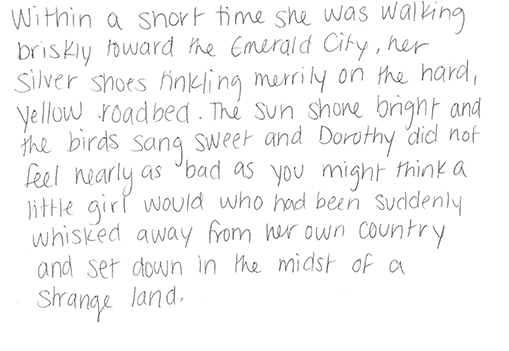 Within a short time she was walking
briskly toward the Emerald City, her
Silver shoes tinkling merrily on the hard,
yellow roadbed. The sun shone bright and
the birds sang sweet and Dorothy did not
feel nearly as bad as you might think a
little girl would who had been suddenly
whisked away from her own country
and set down in the midst of a
strange land.